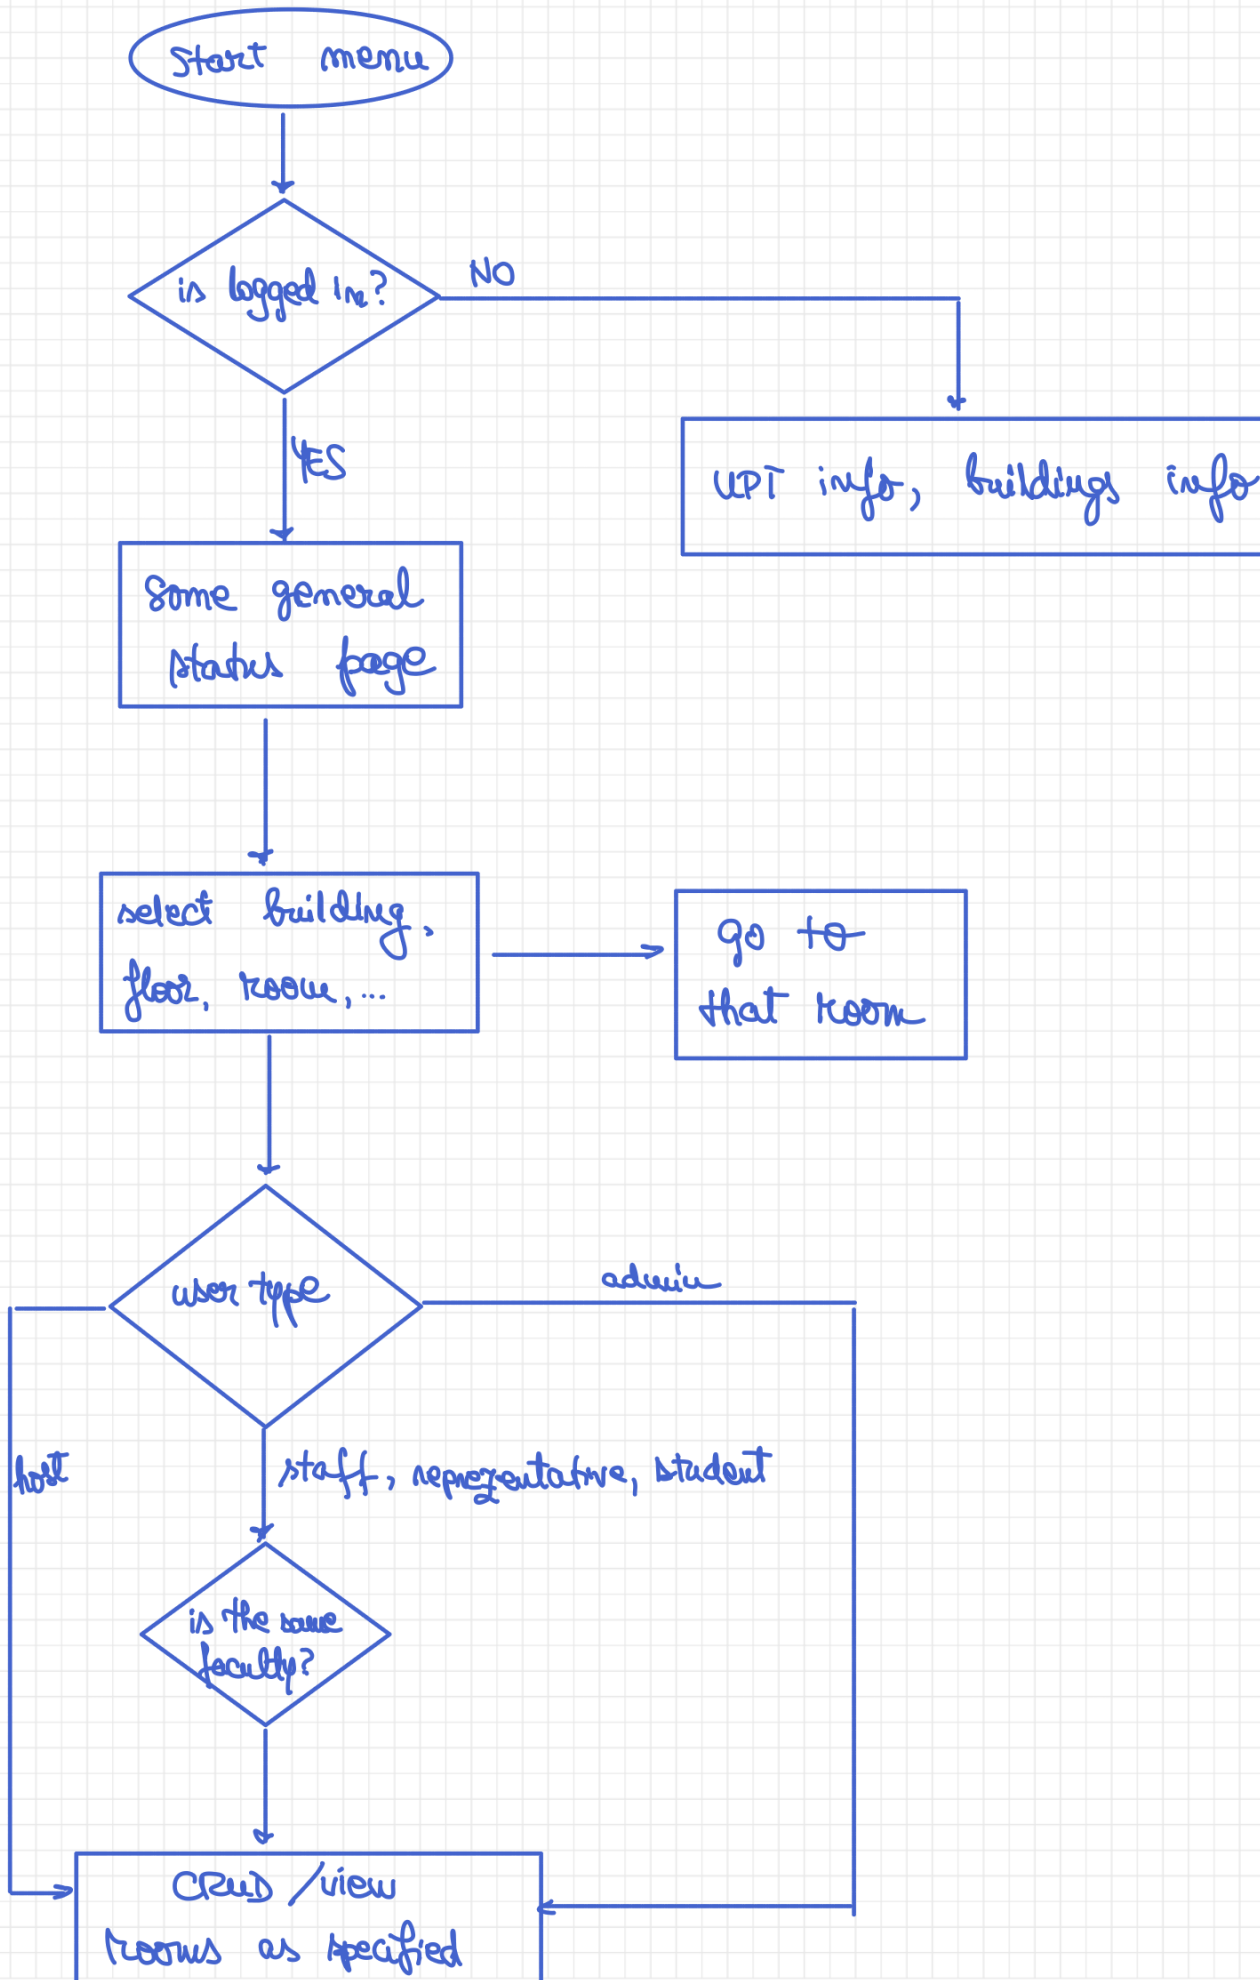 start menu
is logged in?
NO
YES
UPT info, buildings info
some general
status page
select building,
floor, room, ...
go to
that room
user type
admin
host
staff, reprezentative, student
is the same
faculty?
CRUD / view
rooms as specified